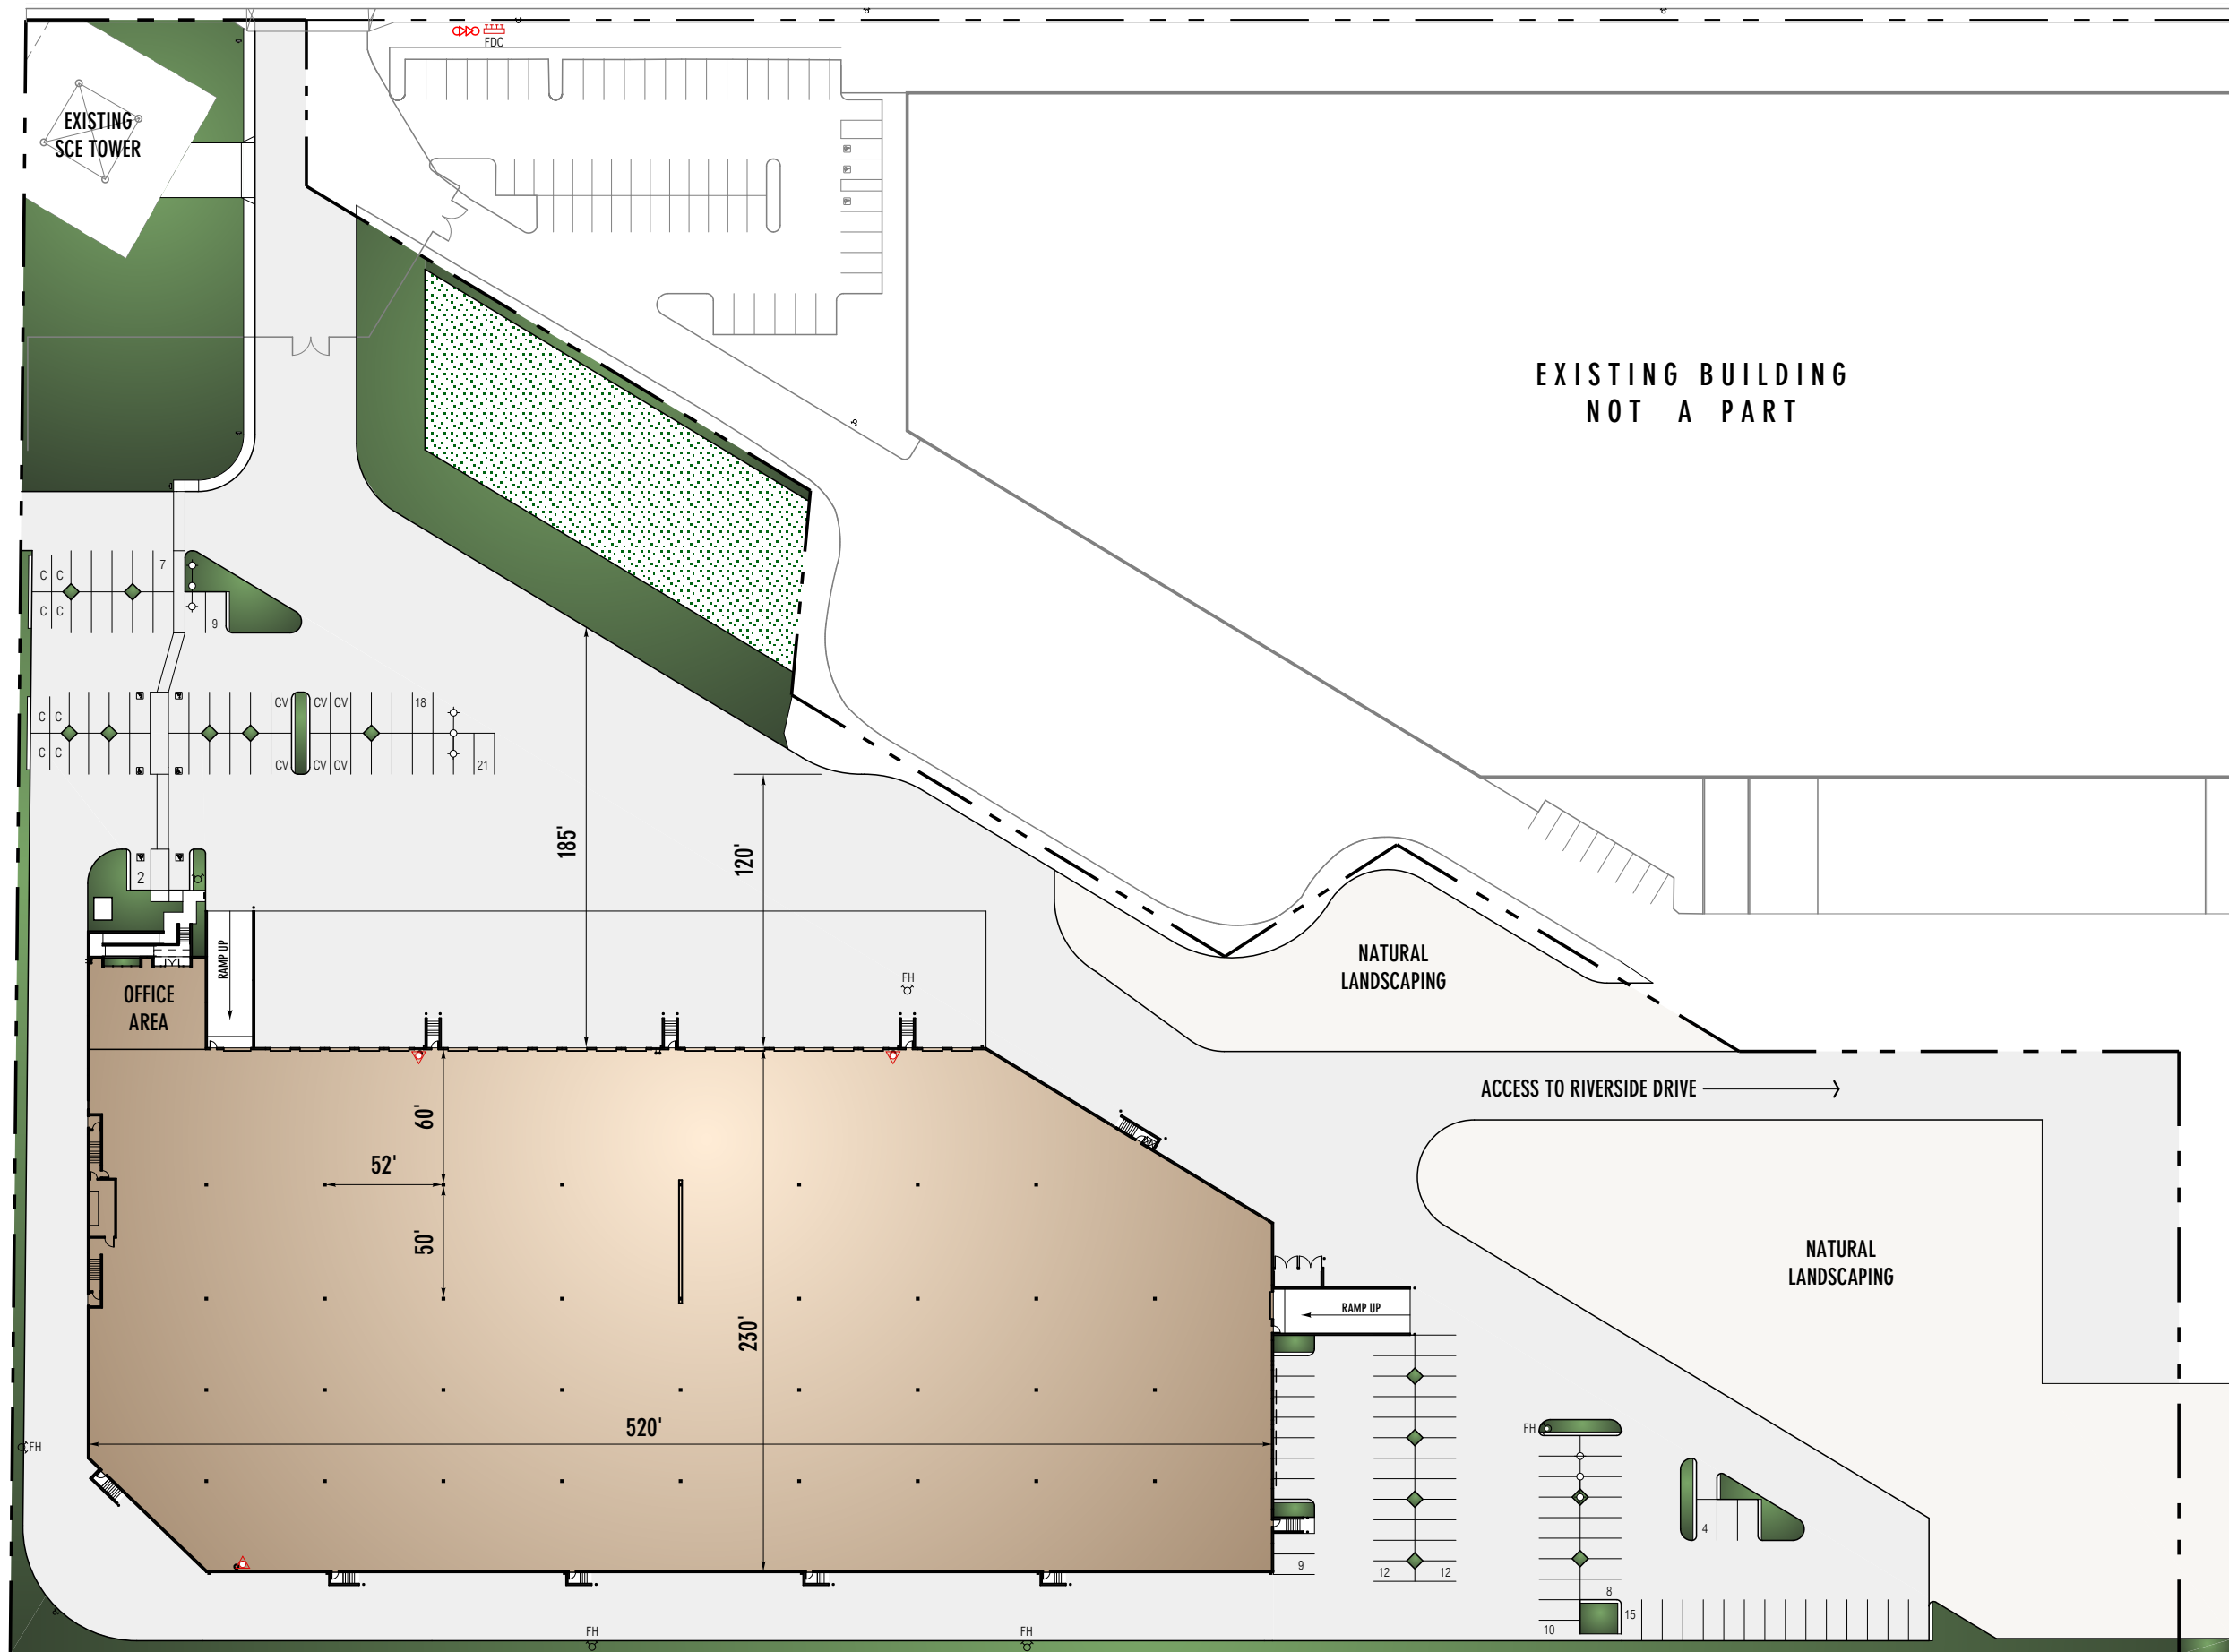 FDC
EXISTING
SCE TOWER
EXISTING BUILDING
NOT A PART
C C
7
C C
9
C C
CV CV CV
18
C C
CV CV CV
21
185'
120'
2
RAMP UP
OFFICE
AREA
FH
NATURAL
LANDSCAPING
ACCESS TO RIVERSIDE DRIVE
60'
52'
50'
230'
NATURAL
LANDSCAPING
RAMP UP
520'
FH
FH
4
9
12
12
8
15
10
FH
FH